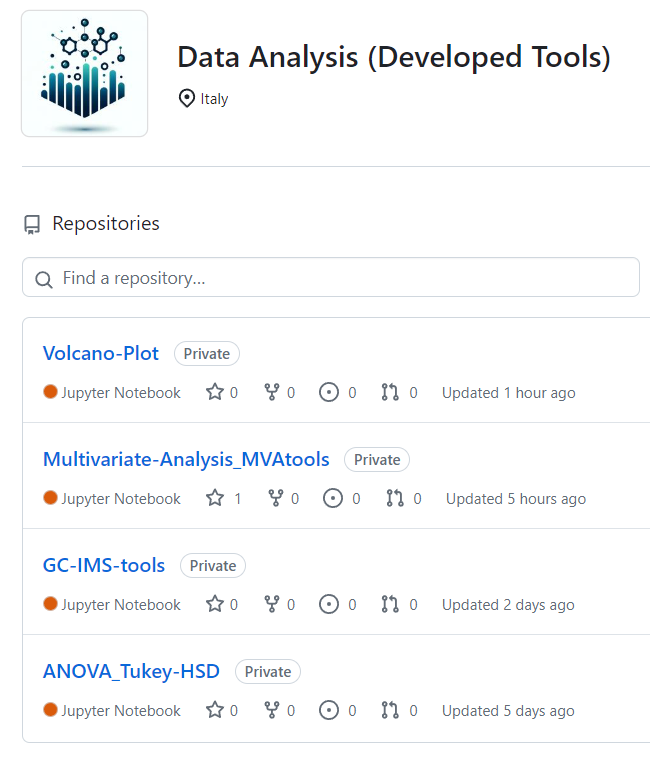 Data Analysis (Developed Tools)
Italy
Repositories
Find a repository...
Volcano-Plot Private
Jupyter Notebook 0 0 0 0 Updated 1 hour ago
Multivariate-Analysis_MVAtools Private
Jupyter Notebook 1 0 0 0 Updated 5 hours ago
GC-IMS-tools Private
Jupyter Notebook 0 0 0 0 Updated 2 days ago
ANOVA_Tukey-HSD Private
Jupyter Notebook 0 0 0 0 Updated 5 days ago